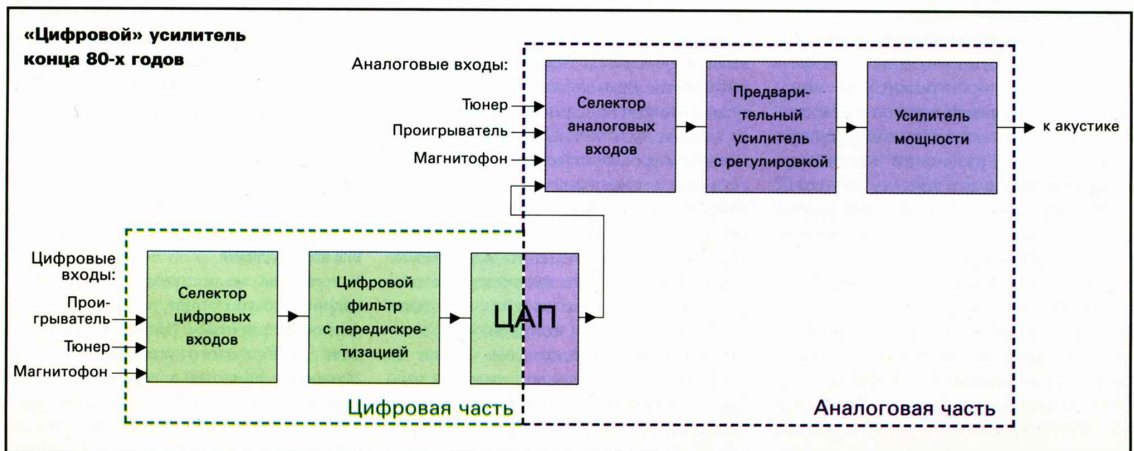 «Цифровой» усилитель
конца 80-х годов
Аналоговые входы:
Тюнер
Проигрыватель
Магнитофон
Селектор
аналоговых
входов
Предвари-
тельный
усилитель
с регулировкой
Усилитель
мощности
к акустике
Цифровые
входы:
Прои-
грыватель
Тюнер
Магнитофон
Селектор
цифровых
входов
Цифровой
фильтр
с передискре-
тизацией
ЦАП
Цифровая часть
Аналоговая часть